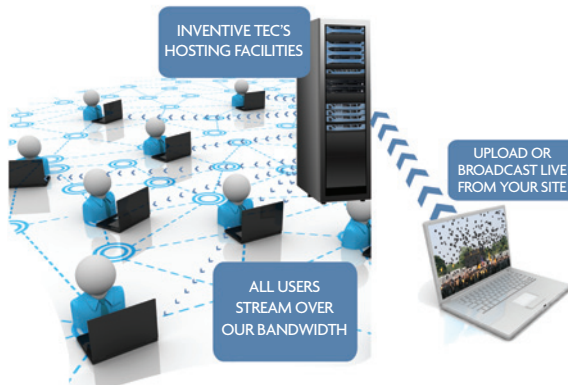 INVENTIVE TEC'S
HOSTING FACILITIES
UPLOAD OR
BROADCAST LIVE
FROM YOUR SITE
ALL USERS
STREAM OVER
OUR BANDWIDTH